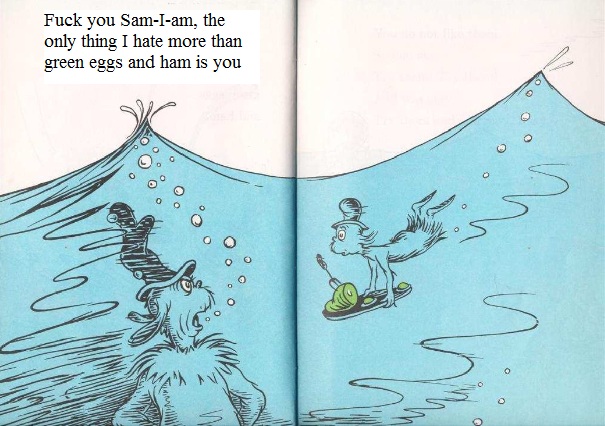 Fuck you Sam-I-am, the
only thing I hate more than
green eggs and ham is you